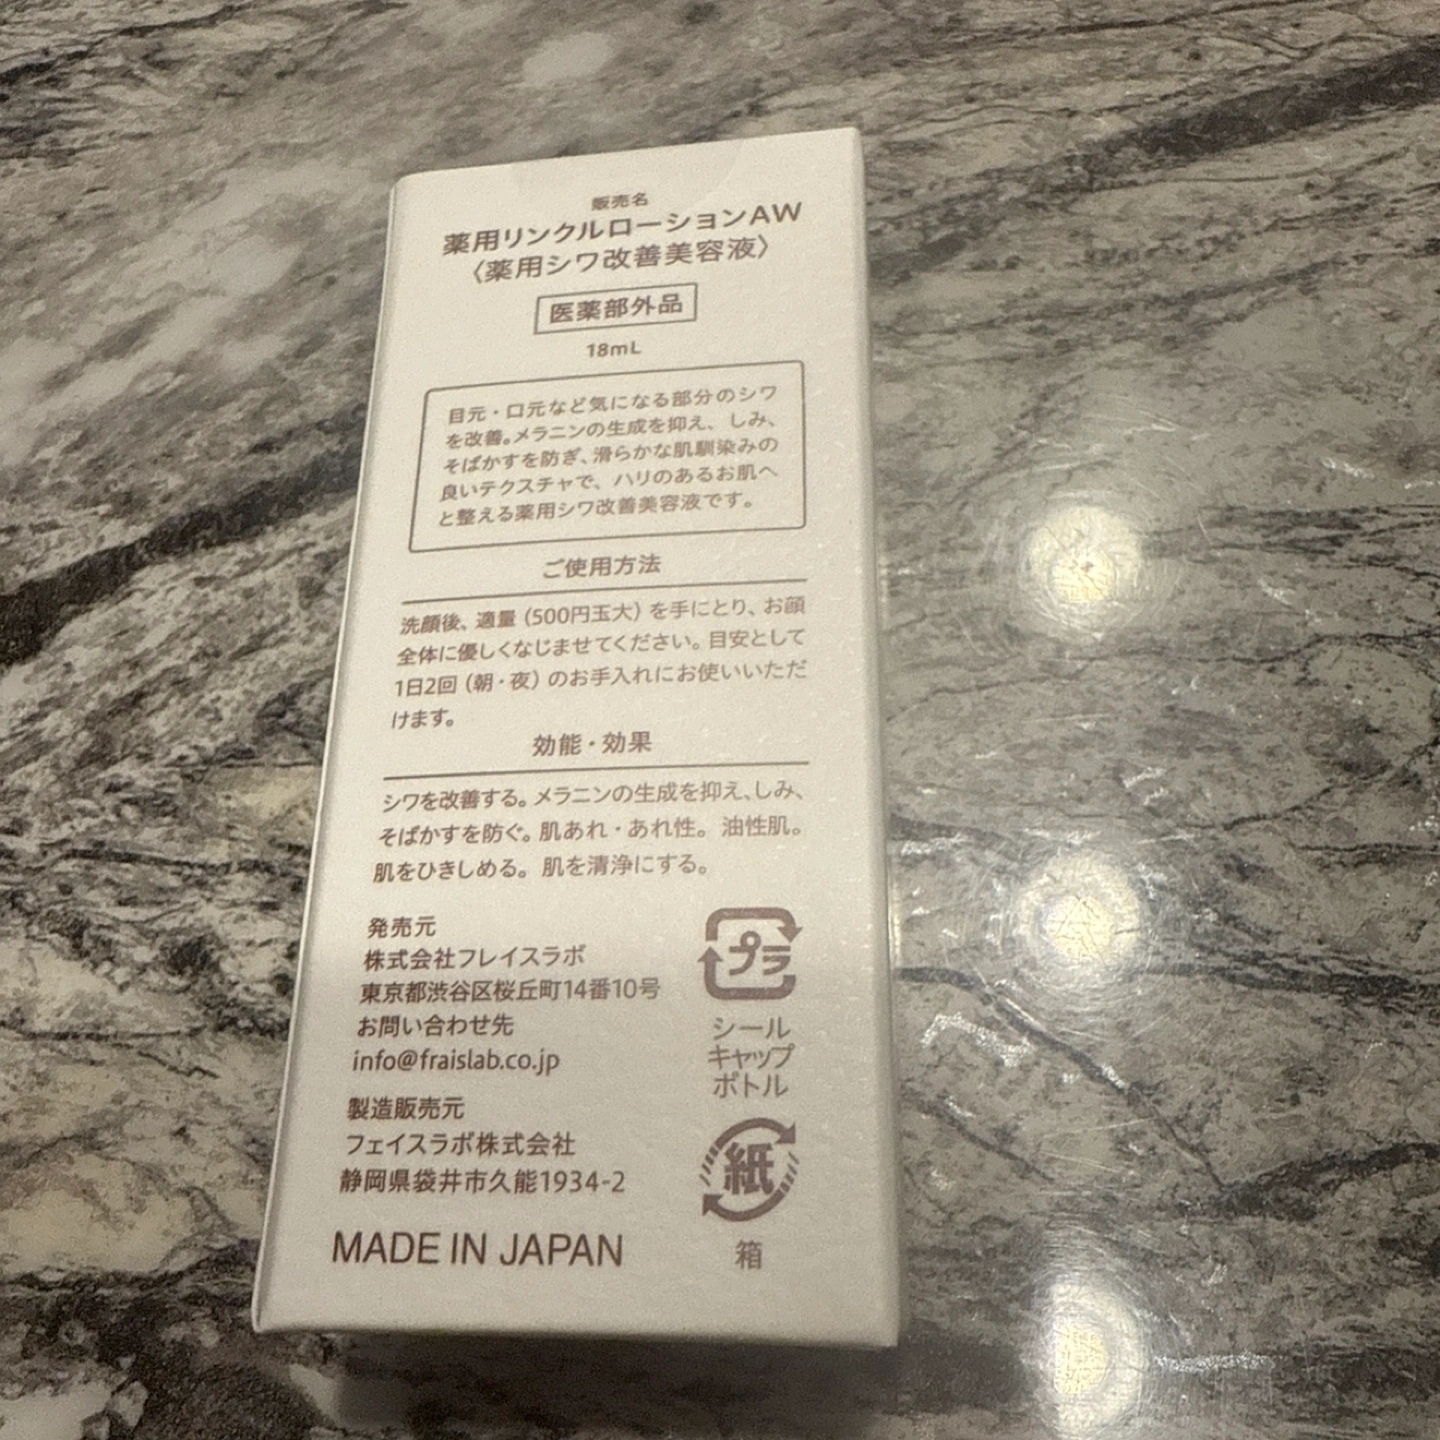 販売名
薬用リンクルローションAW
〈薬用シワ改善美容液〉
医薬部外品
18mL
目元・口元など気になる部分のシワ
を改善。メラニンの生成を抑え、しみ、
そばかすを防ぎ、滑らかな肌馴染みの
良いテクスチャで、ハリのあるお肌へ
と整える薬用シワ改善美容液です。
ご使用方法
洗顔後、適量（500円玉大）を手にとり、お顔
全体に優しくなじませてください。目安として
1日2回（朝・夜）のお手入れにお使いいただ
けます。
効能・効果
シワを改善する。メラニンの生成を抑え、しみ、
そばかすを防ぐ。肌あれ・あれ性。油性肌。
肌をひきしめる。肌を清浄にする。
発売元
株式会社フレイスラボ
東京都渋谷区桜丘町14番10号
お問い合わせ先
info@fraislab.co.jp
製造販売元
フェイスラボ株式会社
静岡県袋井市久能1934-2
MADE IN JAPAN
プラ
シール
キャップ
ボトル
紙
箱